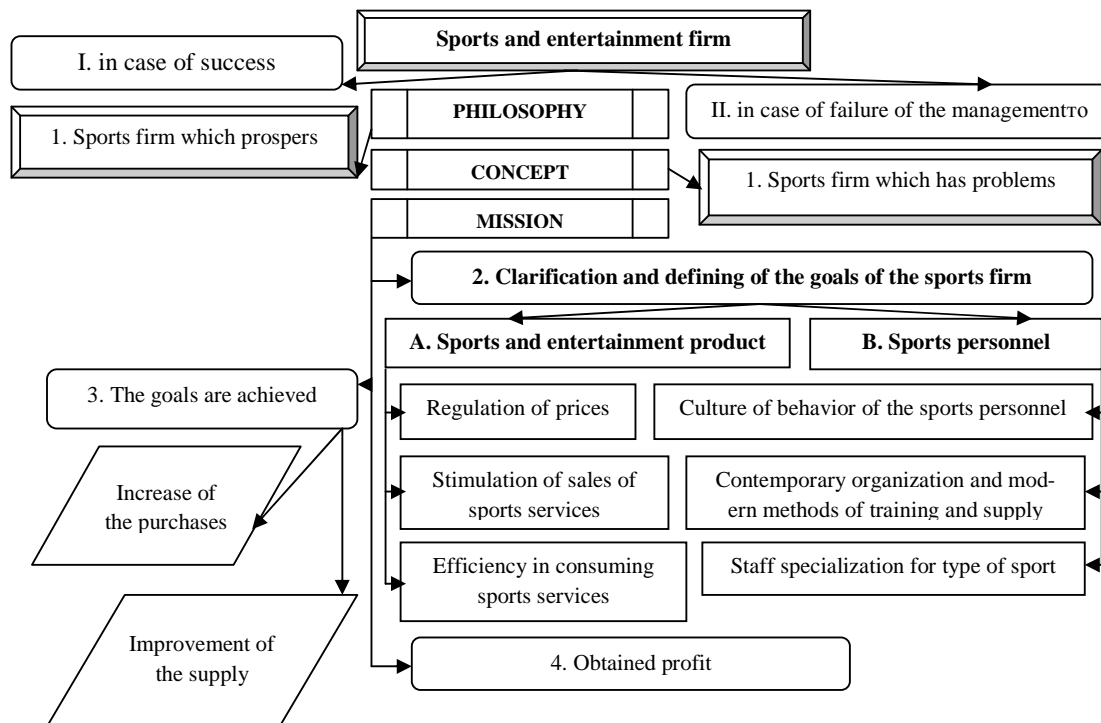 Sports and entertainment firm
I. in case of success
PHILOSOPHY
II. in case of failure of the managementто
1. Sports firm which prospers
CONCEPT
1. Sports firm which has problems
MISSION
2. Clarification and defining of the goals of the sports firm
A. Sports and entertainment product
B. Sports personnel
3. The goals are achieved
Regulation of prices
Culture of behavior of the sports personnel
Increase of
the purchases
Stimulation of sales of
sports services
Contemporary organization and mod-
ern methods of training and supply
Efficiency in consuming
sports services
Staff specialization for type of sport
Improvement of
the supply
4. Obtained profit